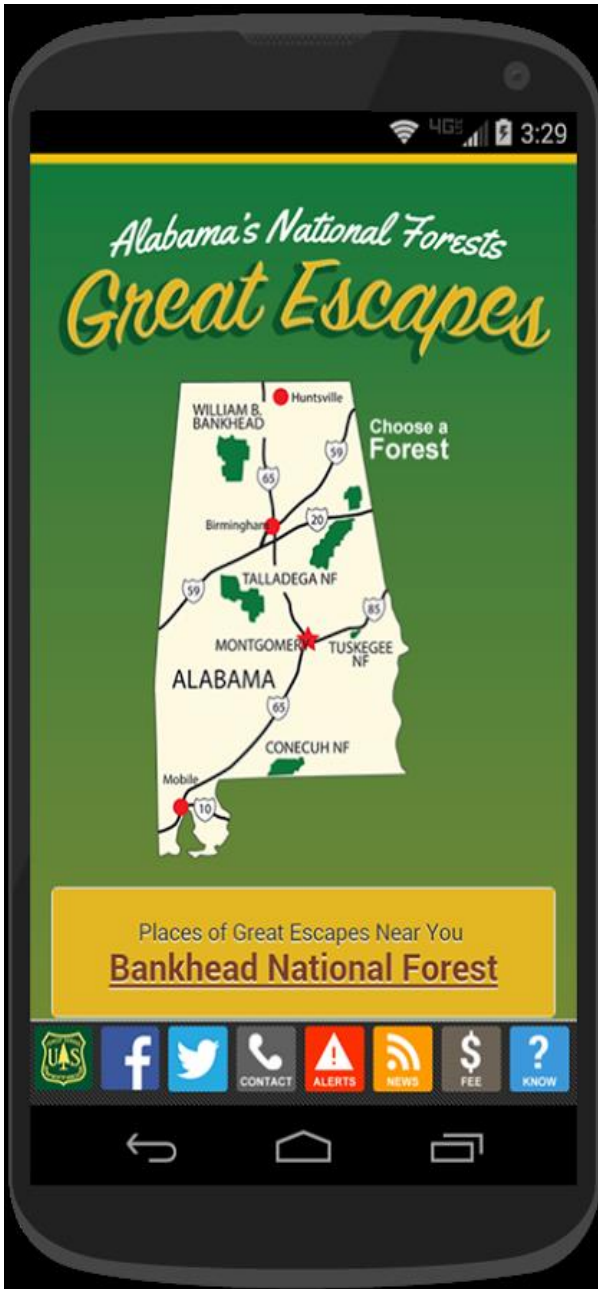 4G LTE 3:29
Alabama's National Forests
Great Escapes
Huntsville
WILLIAM B.
BANKHEAD
Choose a
Forest
59
65
Birmingham
20
TALLADEGA NF
59
85
MONTGOMERY
TUSKEGEE
NF
ALABAMA
65
CONECUH NF
Mobile
10
Places of Great Escapes Near You
Bankhead National Forest
U S
f
CONTACT
ALERTS
NEWS
$
FEE
?
KNOW